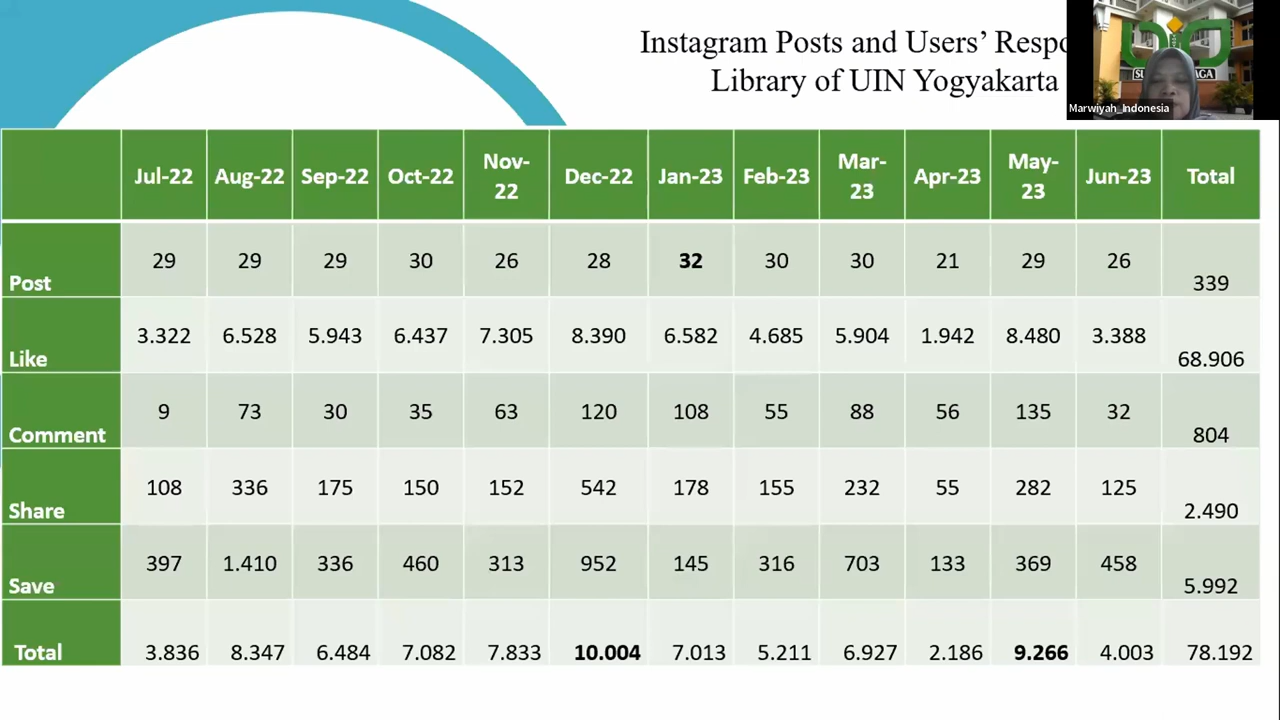 Instagram Posts and Users’
Library of UIN Yogyakarta
Marwiyah_Indonesia
Jul-22 Aug-22 Sep-22 Oct-22 Nov-22 Dec-22 Jan-23 Feb-23 Mar-23 Apr-23 May-23 Jun-23 Total
Post 29 29 29 30 26 28 32 30 30 21 29 26 339
Like 3.322 6.528 5.943 6.437 7.305 8.390 6.582 4.685 5.904 1.942 8.480 3.388 68.906
Comment 9 73 30 35 63 120 108 55 88 56 135 32 804
Share 108 336 175 150 152 542 178 155 232 55 282 125 2.490
Save 397 1.410 336 460 313 952 145 316 703 133 369 458 5.992
Total 3.836 8.347 6.484 7.082 7.833 10.004 7.013 5.211 6.927 2.186 9.266 4.003 78.192